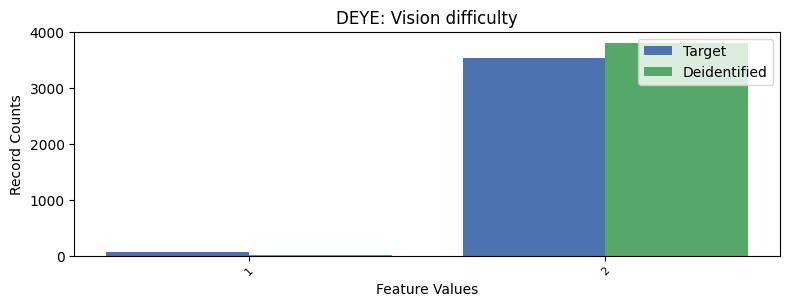 DEYE: Vision difficulty
Record Counts
4000
3000
2000
1000
0
Target
Deidentified
1
2
Feature Values